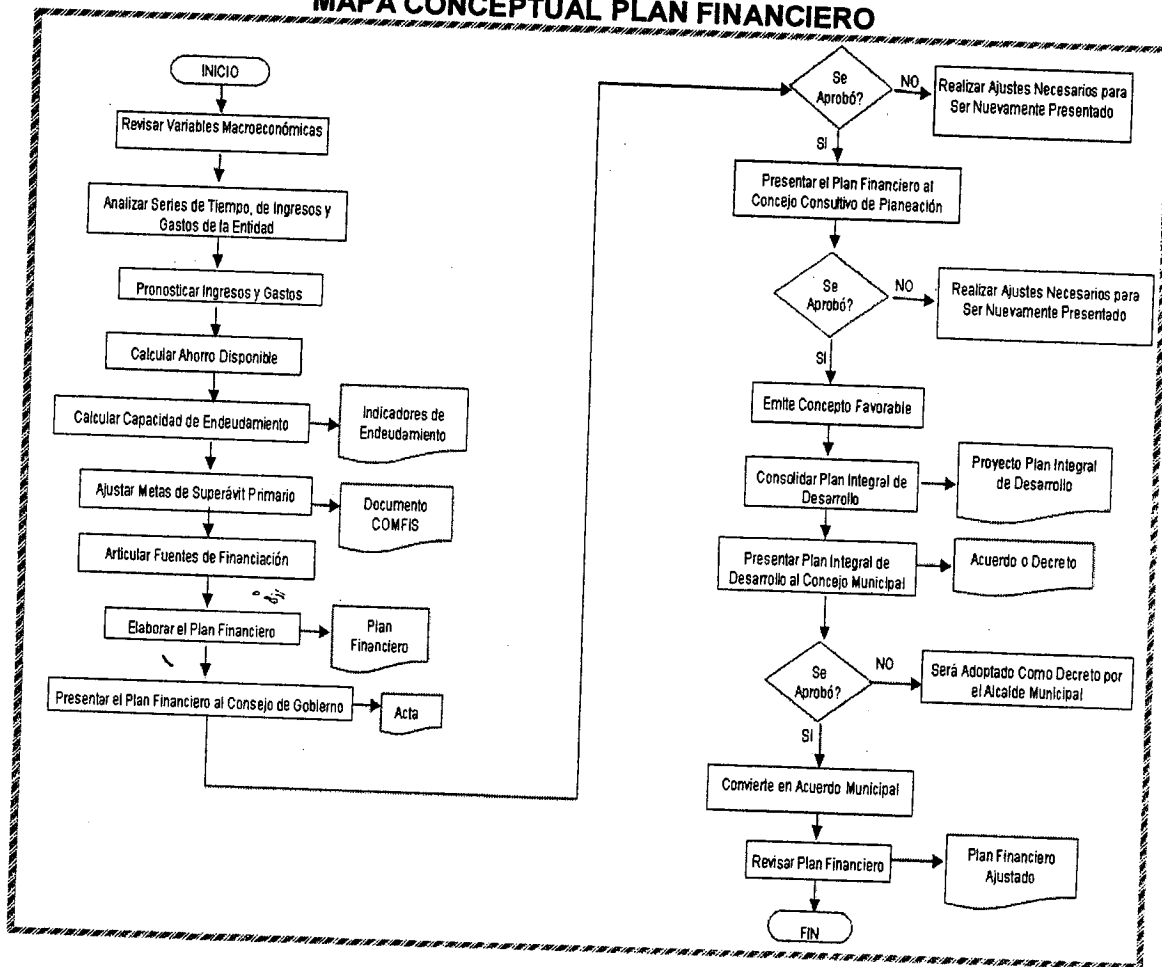 MAPA CONCEPTUAL PLAN FINANCIERO
INICIO
Revisar Variables Macroeconómicas
Analizar Series de Tiempo, de Ingresos y
Gastos de la Entidad
Pronosticar Ingresos y Gastos
Calcular Ahorro Disponible
Calcular Capacidad de Endeudamiento
Indicadores de
Endeudamiento
Ajustar Metas de Superávit Primario
Documento
COMFIS
Articular Fuentes de Financiación
Elaborar el Plan Financiero
Plan
Financiero
Presentar el Plan Financiero al Consejo de Gobierno
Acta
Se
Aprobó?
NO
Realizar Ajustes Necesarios para
Ser Nuevamente Presentado
SI
Presentar el Plan Financiero al
Concejo Consultivo de Planeación
Se
Aprobó?
NO
Realizar Ajustes Necesarios para
Ser Nuevamente Presentado
SI
Emite Concepto Favorable
Consolidar Plan Integral de
Desarrollo
Proyecto Plan Integral
de Desarrollo
Presentar Plan Integral de
Desarrollo al Concejo Municipal
Acuerdo o Decreto
Se
Aprobó?
NO
Será Adoptado Como Decreto por
el Alcalde Municipal
SI
Convierte en Acuerdo Municipal
Revisar Plan Financiero
Plan Financiero
Ajustado
FIN